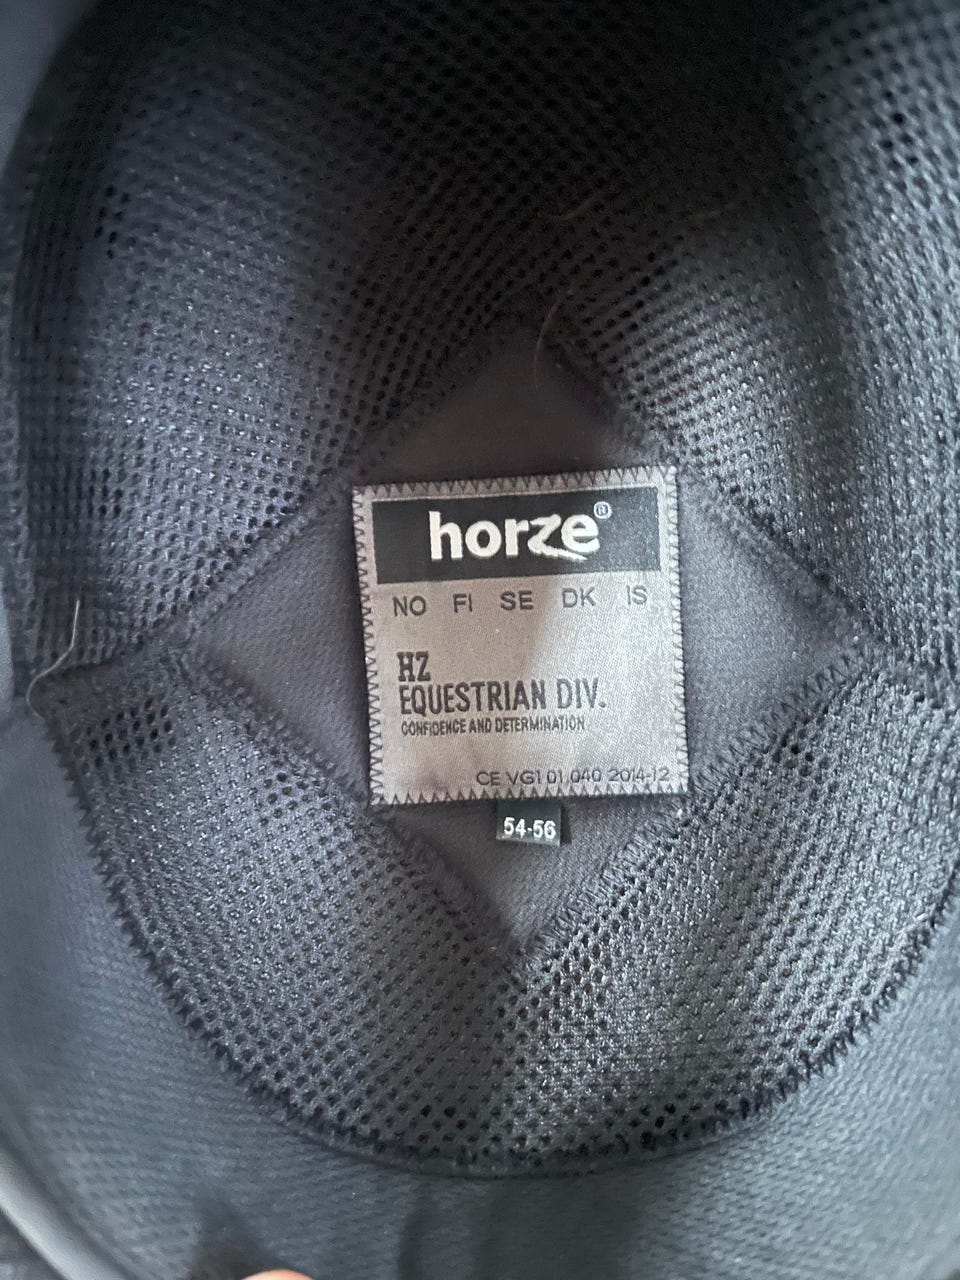 horze®
NO FI SE DK IS
HZ
EQUESTRIAN DIV.
CONFIDENCE AND DETERMINATION
CE VG1 01.040 2014-12
54-56